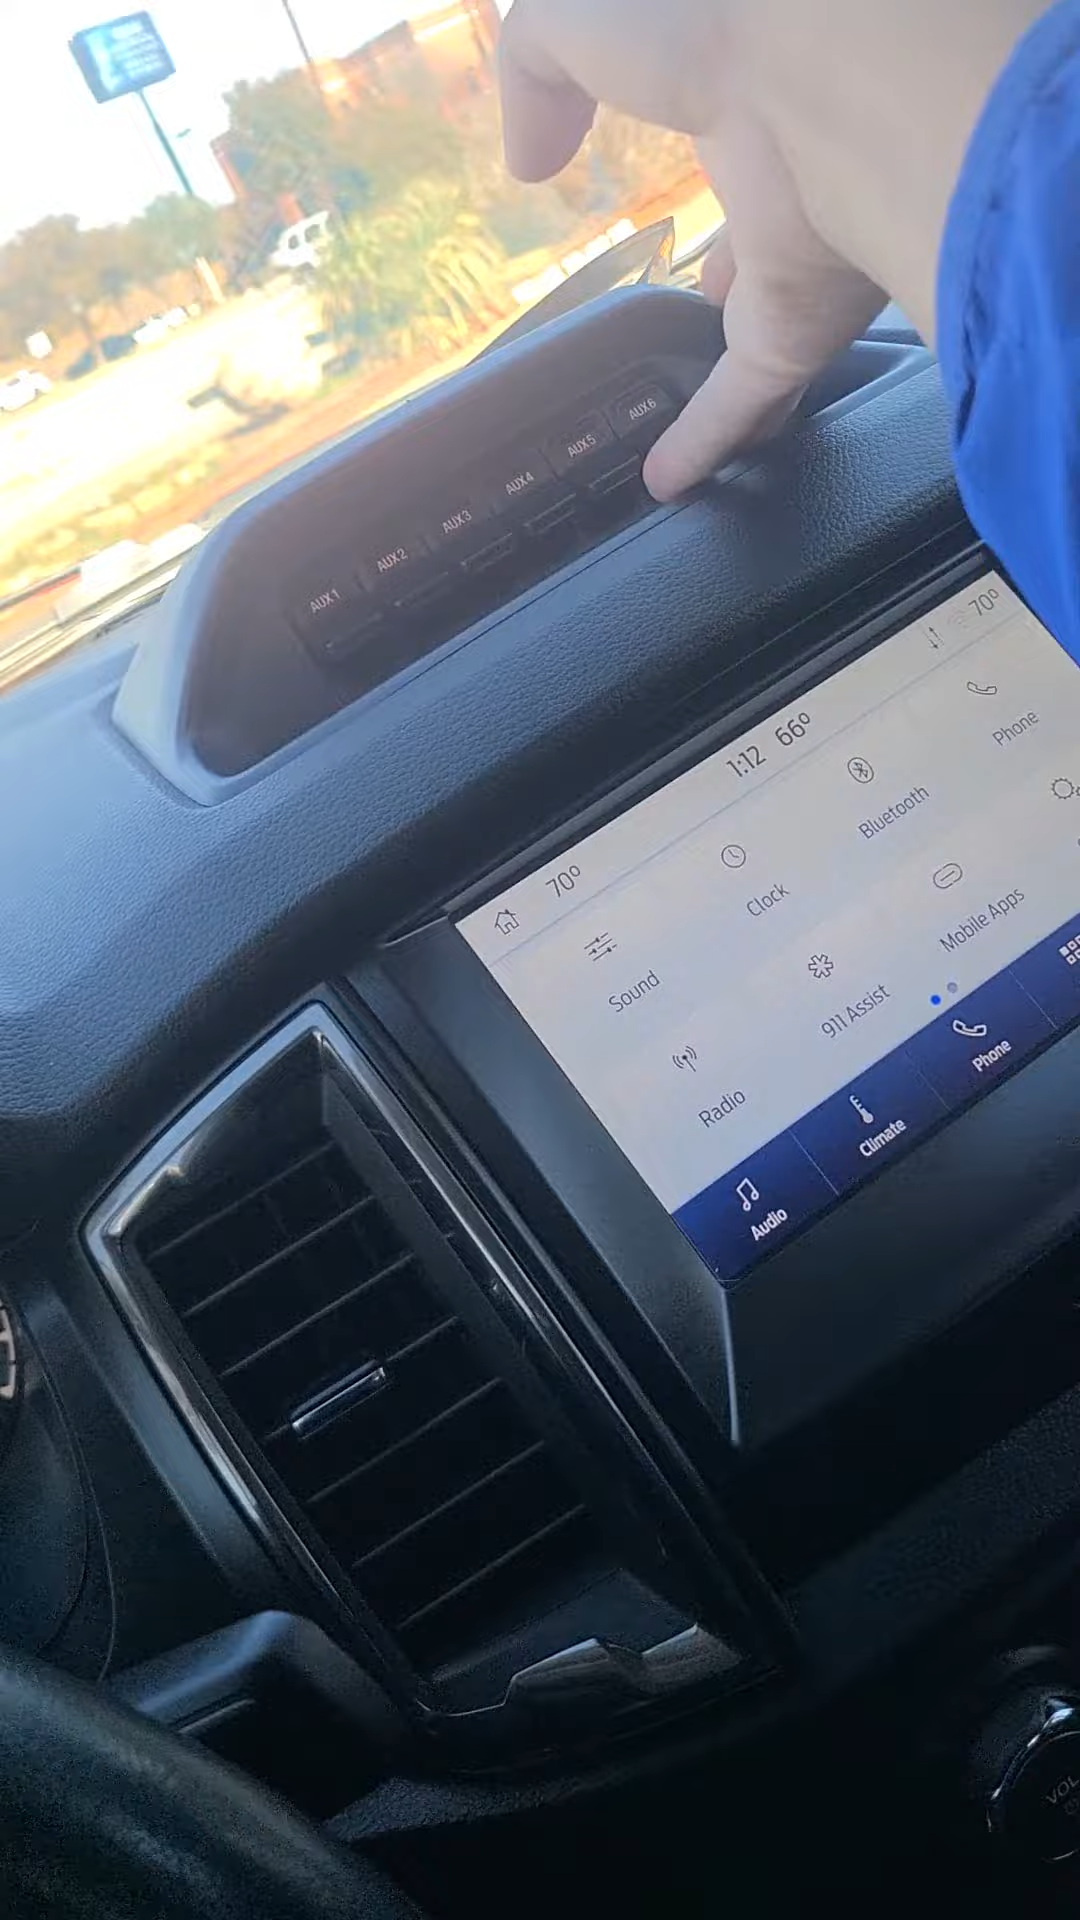 AUX1 AUX2 AUX3 AUX4 AUX5 AUX6
70° 1:12 66° 70°
Sound Clock Bluetooth Phone
Radio 911 Assist Mobile Apps
Audio Climate Phone
VOL